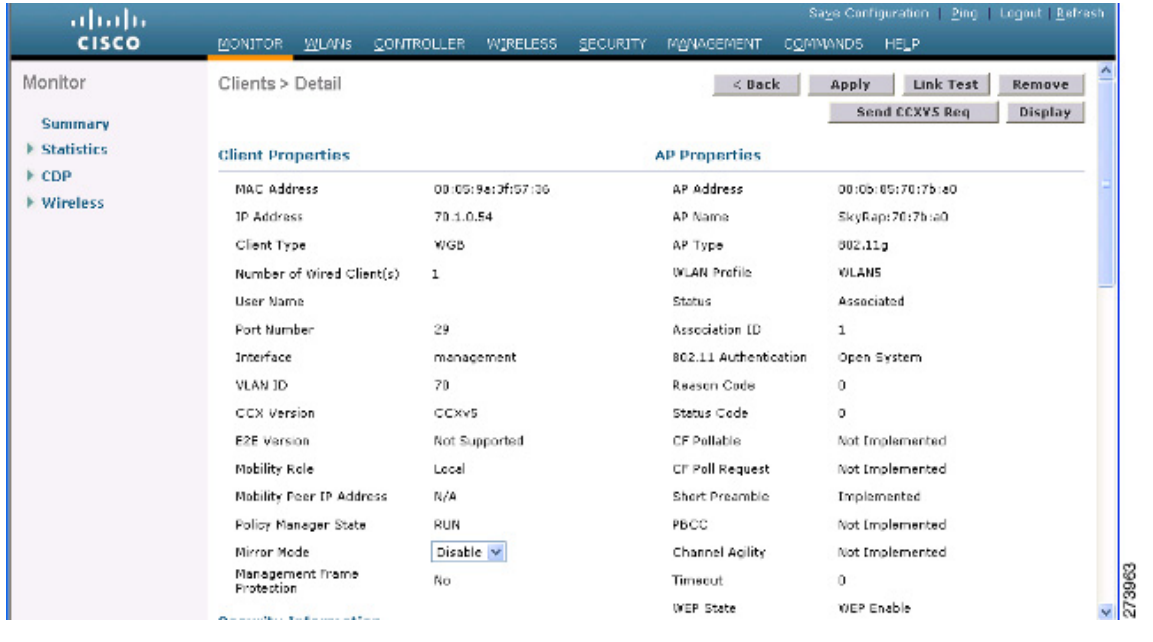 Save Configuration | Ping | Logout | Refresh
CISCO
MONITOR WLANs CONTROLLER WIRELESS SECURITY MANAGEMENT COMMANDS HELP
Monitor
Summary
Statistics
CDP
Wireless
Clients > Detail
< Back Apply Link Test Remove
Send CCXV5 Req Display
Client Properties
MAC Address 00:05:9a:3f:57:36
IP Address 70.1.0.54
Client Type WGB
Number of Wired Client(s) 1
User Name
Port Number 29
Interface management
VLAN ID 70
CCX Version CCXv5
E2E Version Not Supported
Mobility Role Local
Mobility Peer IP Address N/A
Policy Manager State RUN
Mirror Mode Disable
Management Frame
Protection No
Security Information
AP Properties
AP Address 00:0b:85:70:7b:a0
AP Name SkyRap:70:7b:a0
AP Type 802.11g
WLAN Profile WLAN5
Status Associated
Association ID 1
802.11 Authentication Open System
Reason Code 0
Status Code 0
CF Pollable Not Implemented
CF Poll Request Not Implemented
Short Preamble Implemented
PBCC Not Implemented
Channel Agility Not Implemented
Timeout 0
WEP State WEP Enable
273963